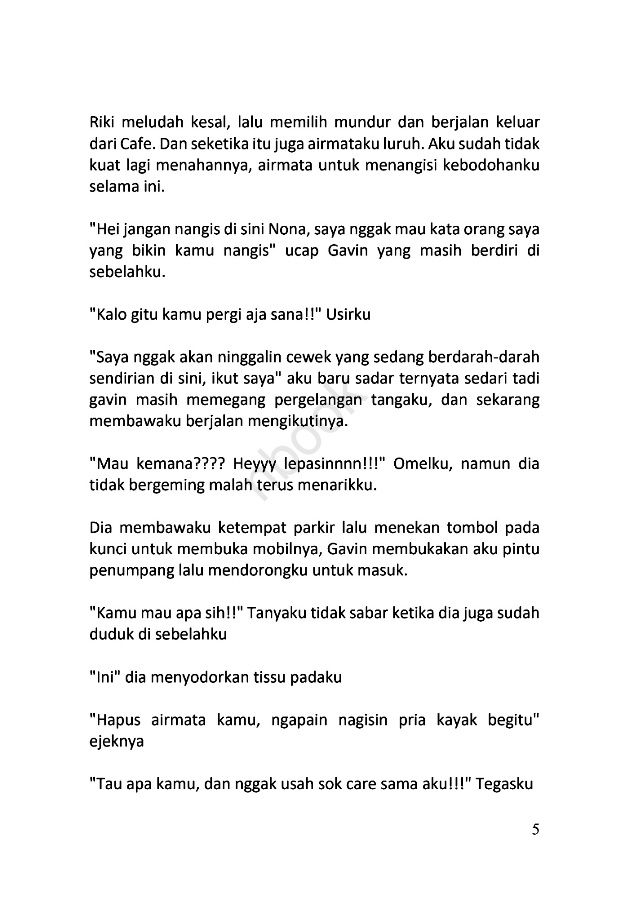 Riki meludah kesal, lalu memilih mundur dan berjalan keluar
dari Cafe. Dan seketika itu juga airmataku luruh. Aku sudah tidak
kuat lagi menahannya, airmata untuk menangisi kebodohanku
selama ini.
"Hei jangan nangis di sini Nona, saya nggak mau kata orang saya
yang bikin kamu nangis" ucap Gavin yang masih berdiri di
sebelahku.
"Kalo gitu kamu pergi aja sana!!" Usirku
"Saya nggak akan ninggalin cewek yang sedang berdarah-darah
sendirian di sini, ikut saya" aku baru sadar ternyata sedari tadi
gavin masih memegang pergelangan tangaku, dan sekarang
membawaku berjalan mengikutinya.
"Mau kemana???? Heyyy lepasinnnn!!!" Omelku, namun dia
tidak bergeming malah terus menarikku.
Dia membawaku ketempat parkir lalu menekan tombol pada
kunci untuk membuka mobilnya, Gavin membukakan aku pintu
penumpang lalu mendorongku untuk masuk.
"Kamu mau apa sih!!" Tanyaku tidak sabar ketika dia juga sudah
duduk di sebelahku
"Ini" dia menyodorkan tissu padaku
"Hapus airmata kamu, ngapain nagisin pria kayak begitu"
ejeknya
"Tau apa kamu, dan nggak usah sok care sama aku!!!" Tegasku
5